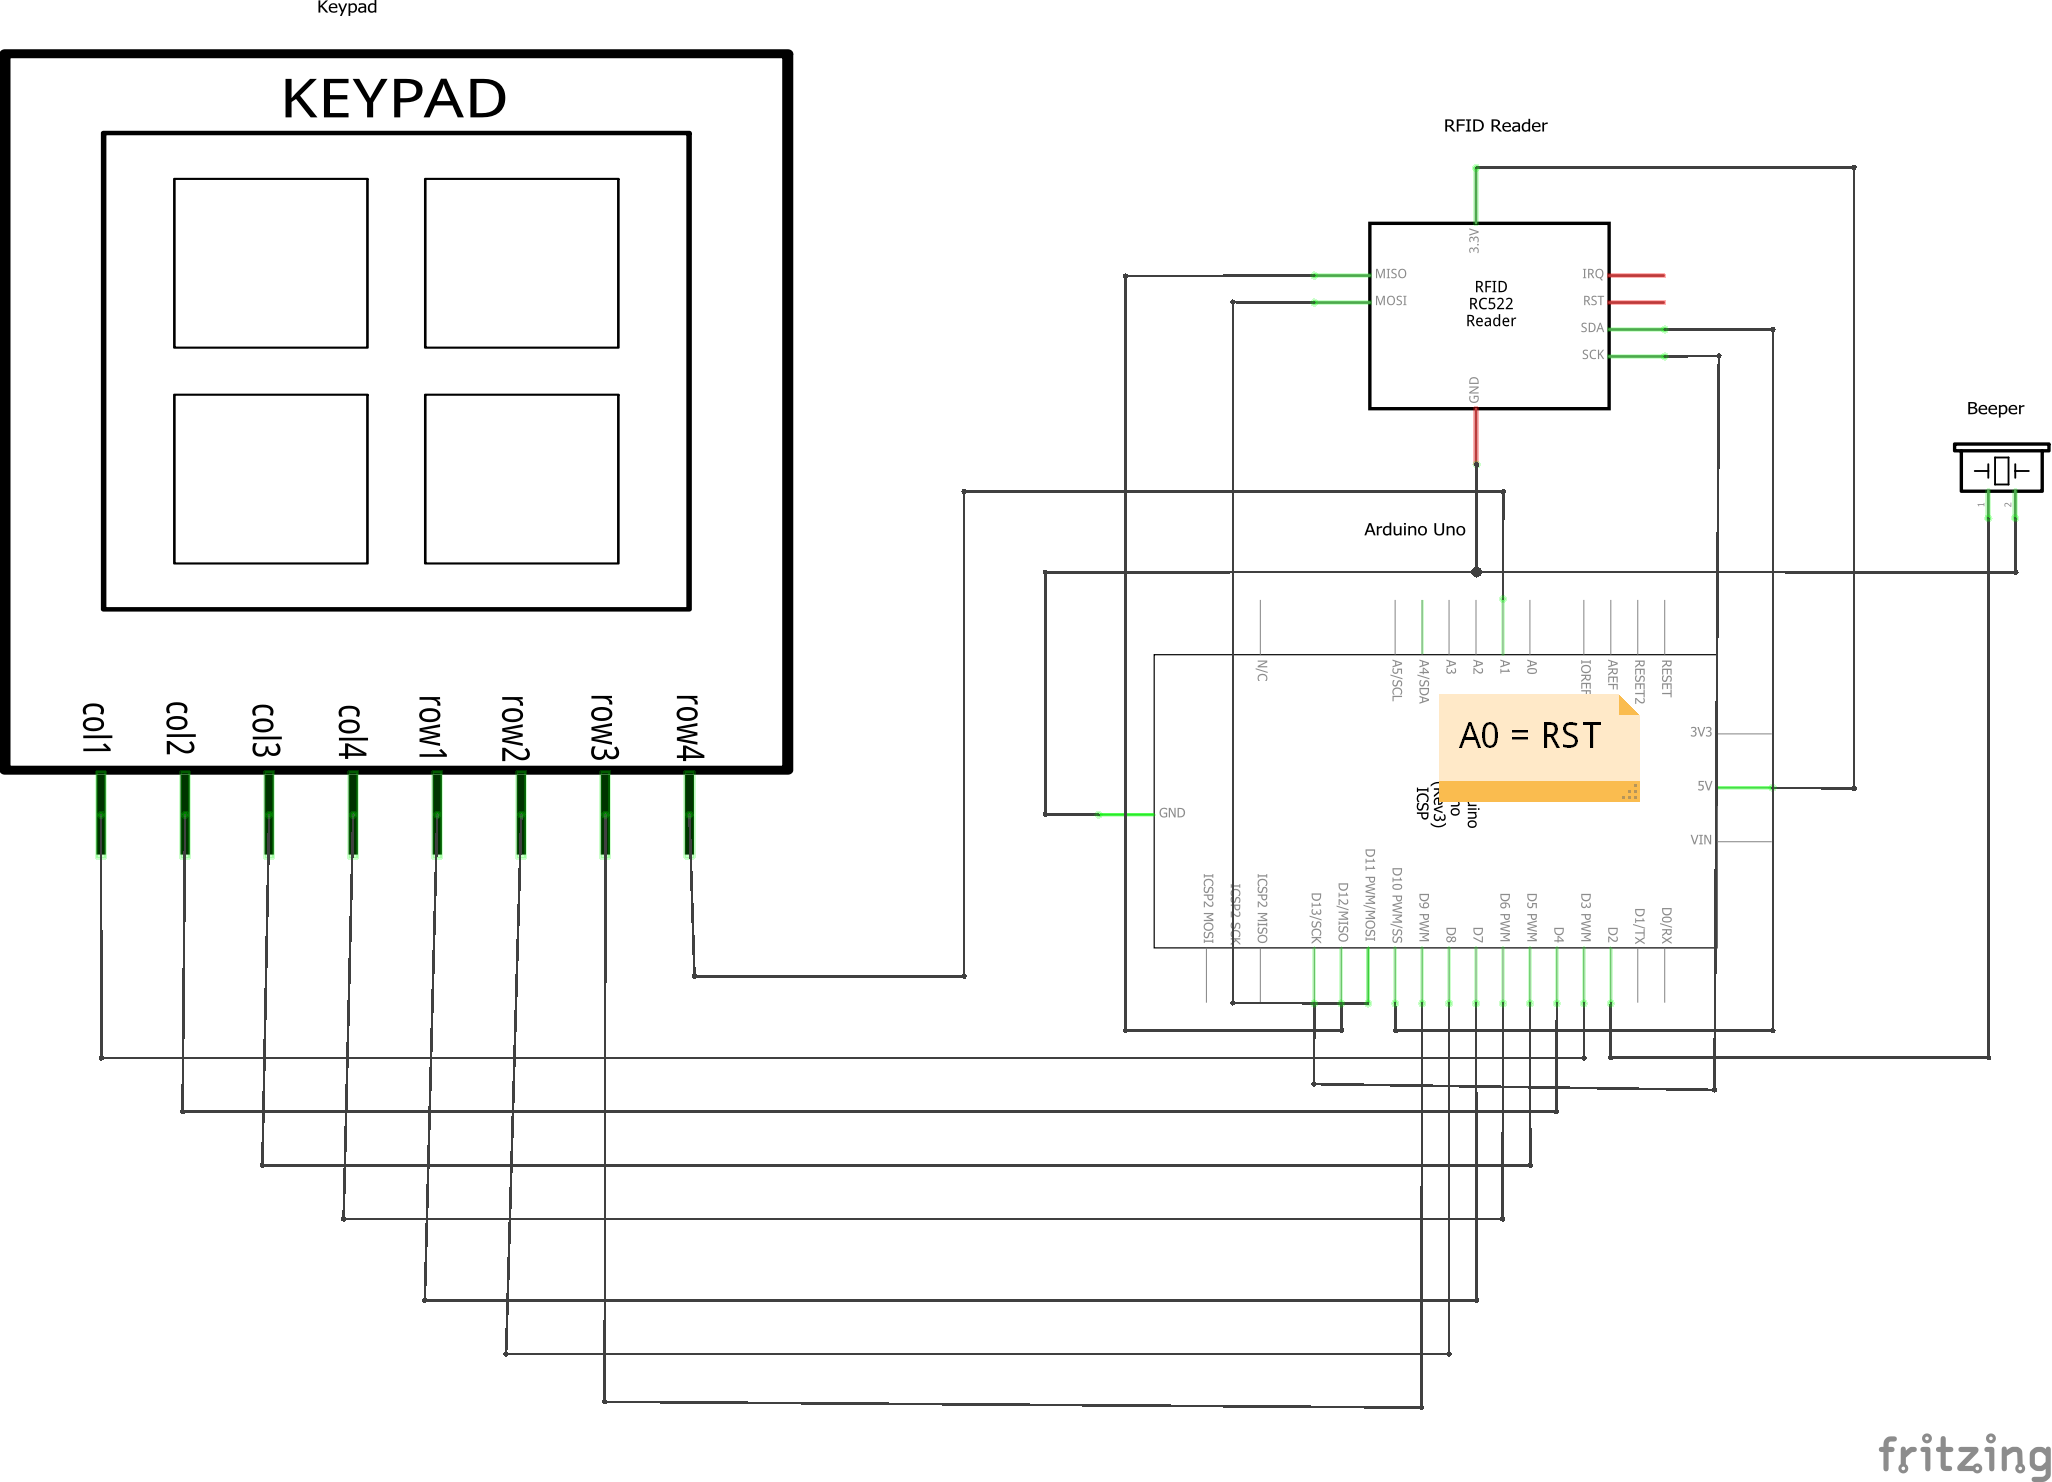 Keypad
KEYPAD
col1
col2
col3
col4
row1
row2
row3
row4
RFID Reader
3.3V
MISO
MOSI
RFID
RC522
Reader
IRQ
RST
SDA
SCK
GND
Beeper
1
2
Arduino Uno
N/C
A5/SCL
A4/SDA
A3
A2
A1
A0
IOREF
AREF
RESET2
RESET
A0 = RST
3V3
5V
VIN
GND
(Rev3)
ICSP
ICSP2 MOSI
ICSP2 SCK
ICSP2 MISO
D13/SCK
D12/MISO
D11 PWM/MOSI
D10 PWM/SS
D9 PWM
D8
D7
D6 PWM
D5 PWM
D4
D3 PWM
D2
D1/TX
D0/RX
fritzing